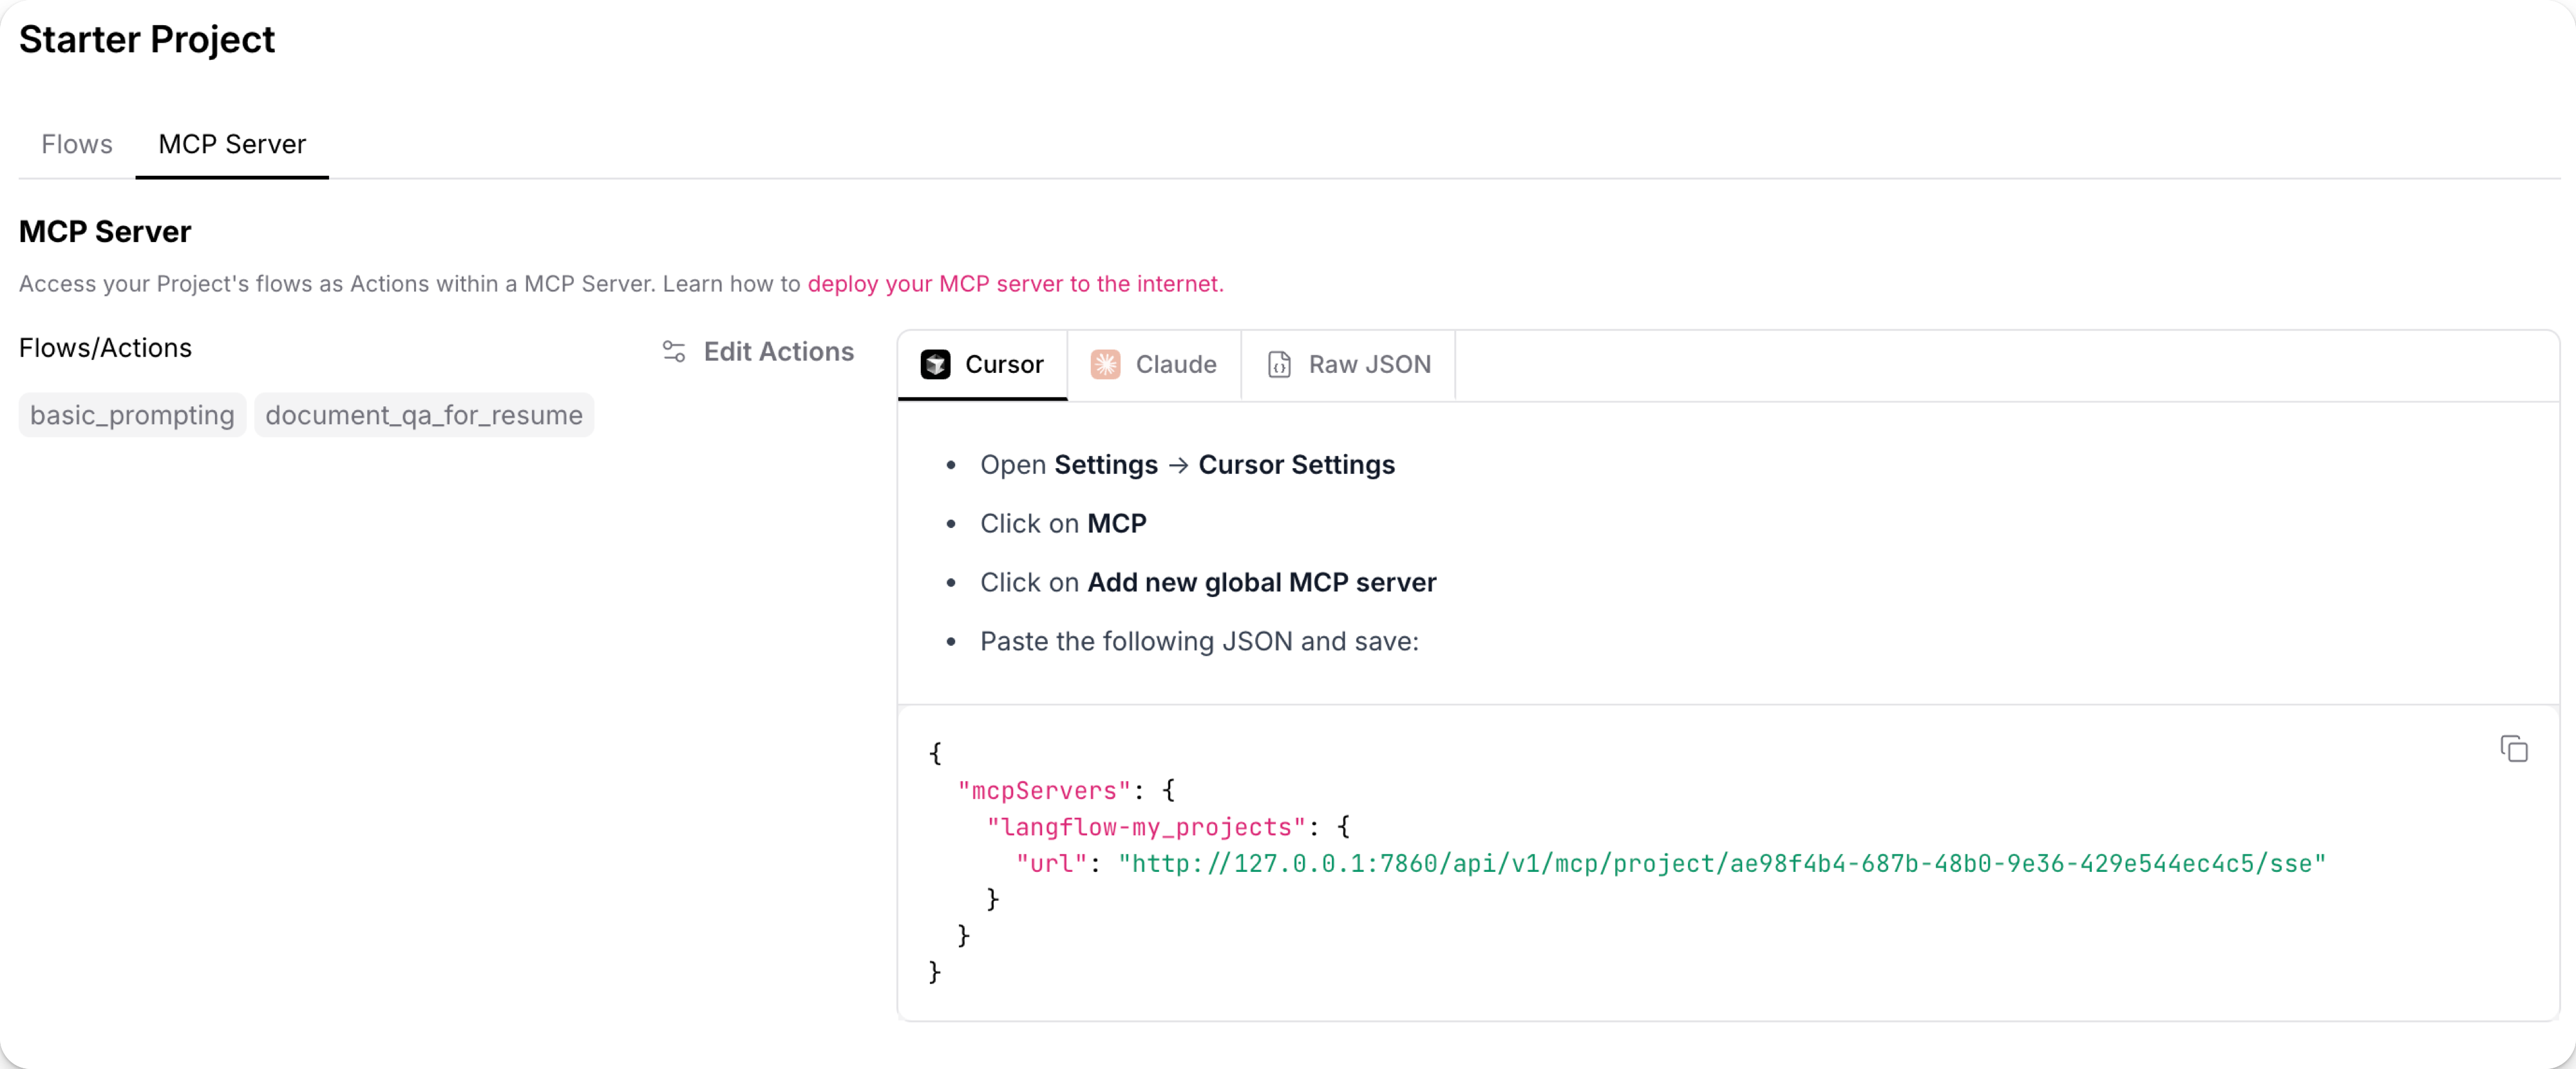 Starter Project
Flows MCP Server
MCP Server
Access your Project's flows as Actions within a MCP Server. Learn how to deploy your MCP server to the internet.
Flows/Actions
Edit Actions
basic_prompting document_qa_for_resume
Cursor Claude Raw JSON
• Open Settings → Cursor Settings
• Click on MCP
• Click on Add new global MCP server
• Paste the following JSON and save:
{
  "mcpServers": {
    "langflow-my_projects": {
      "url": "http://127.0.0.1:7860/api/v1/mcp/project/ae98f4b4-687b-48b0-9e36-429e544ec4c5/sse"
    }
  }
}